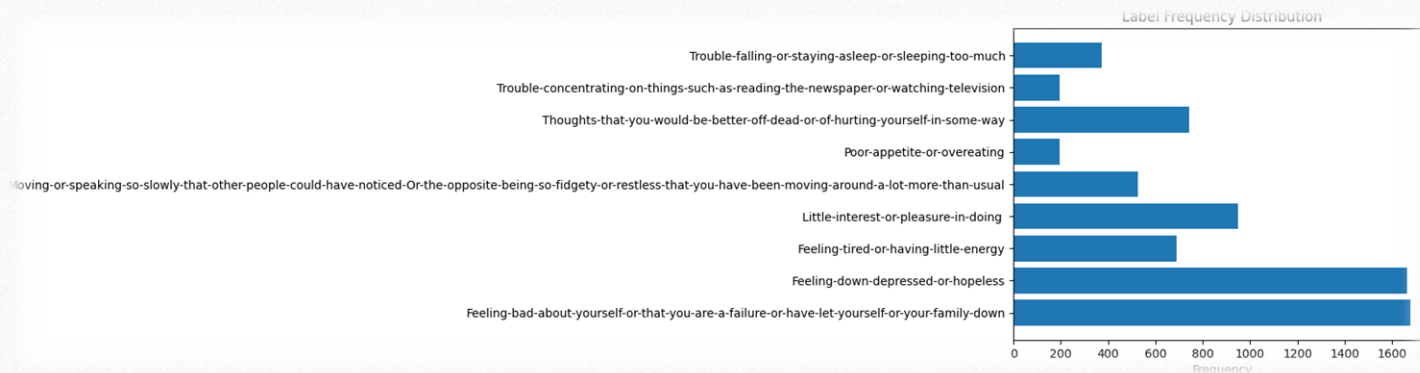 Label Frequency Distribution
Trouble-falling-or-staying-asleep-or-sleeping-too-much
Trouble-concentrating-on-things-such-as-reading-the-newspaper-or-watching-television
Thoughts-that-you-would-be-better-off-dead-or-of-hurting-yourself-in-some-way
Poor-appetite-or-overeating
Moving-or-speaking-so-slowly-that-other-people-could-have-noticed-Or-the-opposite-being-so-fidgety-or-restless-that-you-have-been-moving-around-a-lot-more-than-usual
Little-interest-or-pleasure-in-doing
Feeling-tired-or-having-little-energy
Feeling-down-depressed-or-hopeless
Feeling-bad-about-yourself-or-that-you-are-a-failure-or-have-let-yourself-or-your-family-down
0 200 400 600 800 1000 1200 1400 1600
Frequency